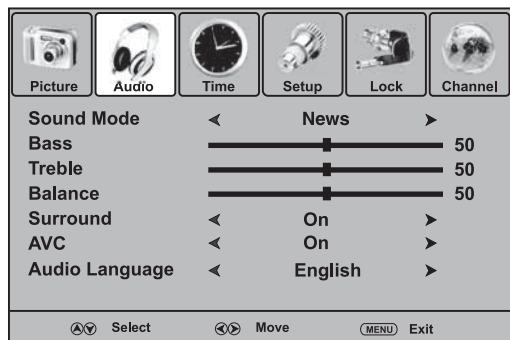 Picture Audio Time Setup Lock Channel
Sound Mode News
Bass 50
Treble 50
Balance 50
Surround On
AVC On
Audio Language English
Select Move MENU Exit